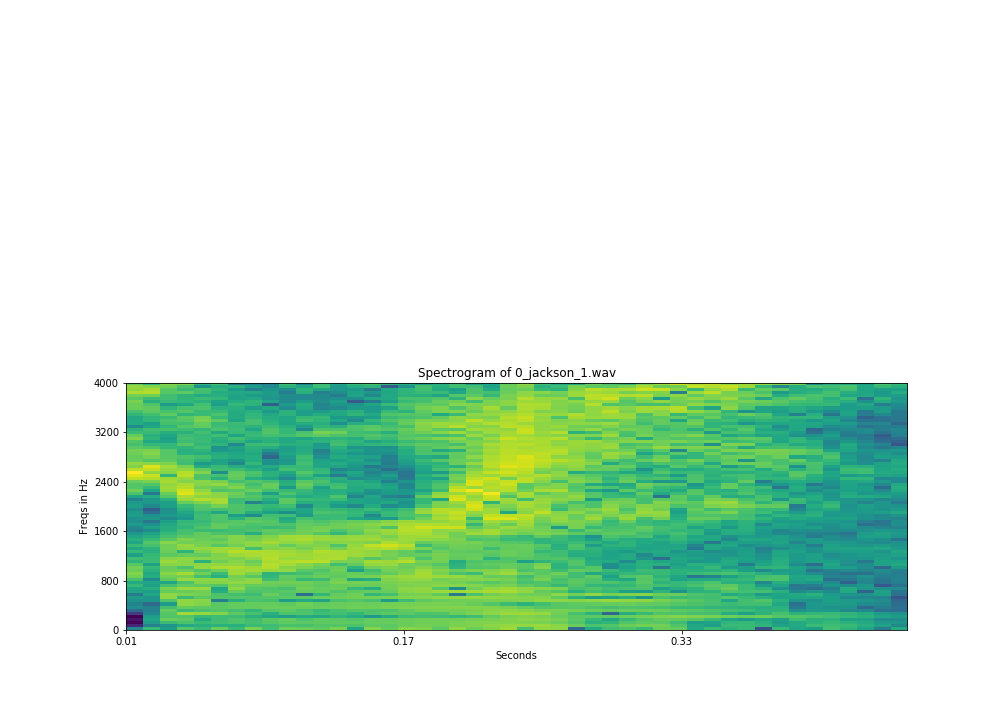 Spectrogram of 0_jackson_1.wav
4000
3200
2400
1600
800
0
Freqs in Hz
0.01 0.17 0.33
Seconds